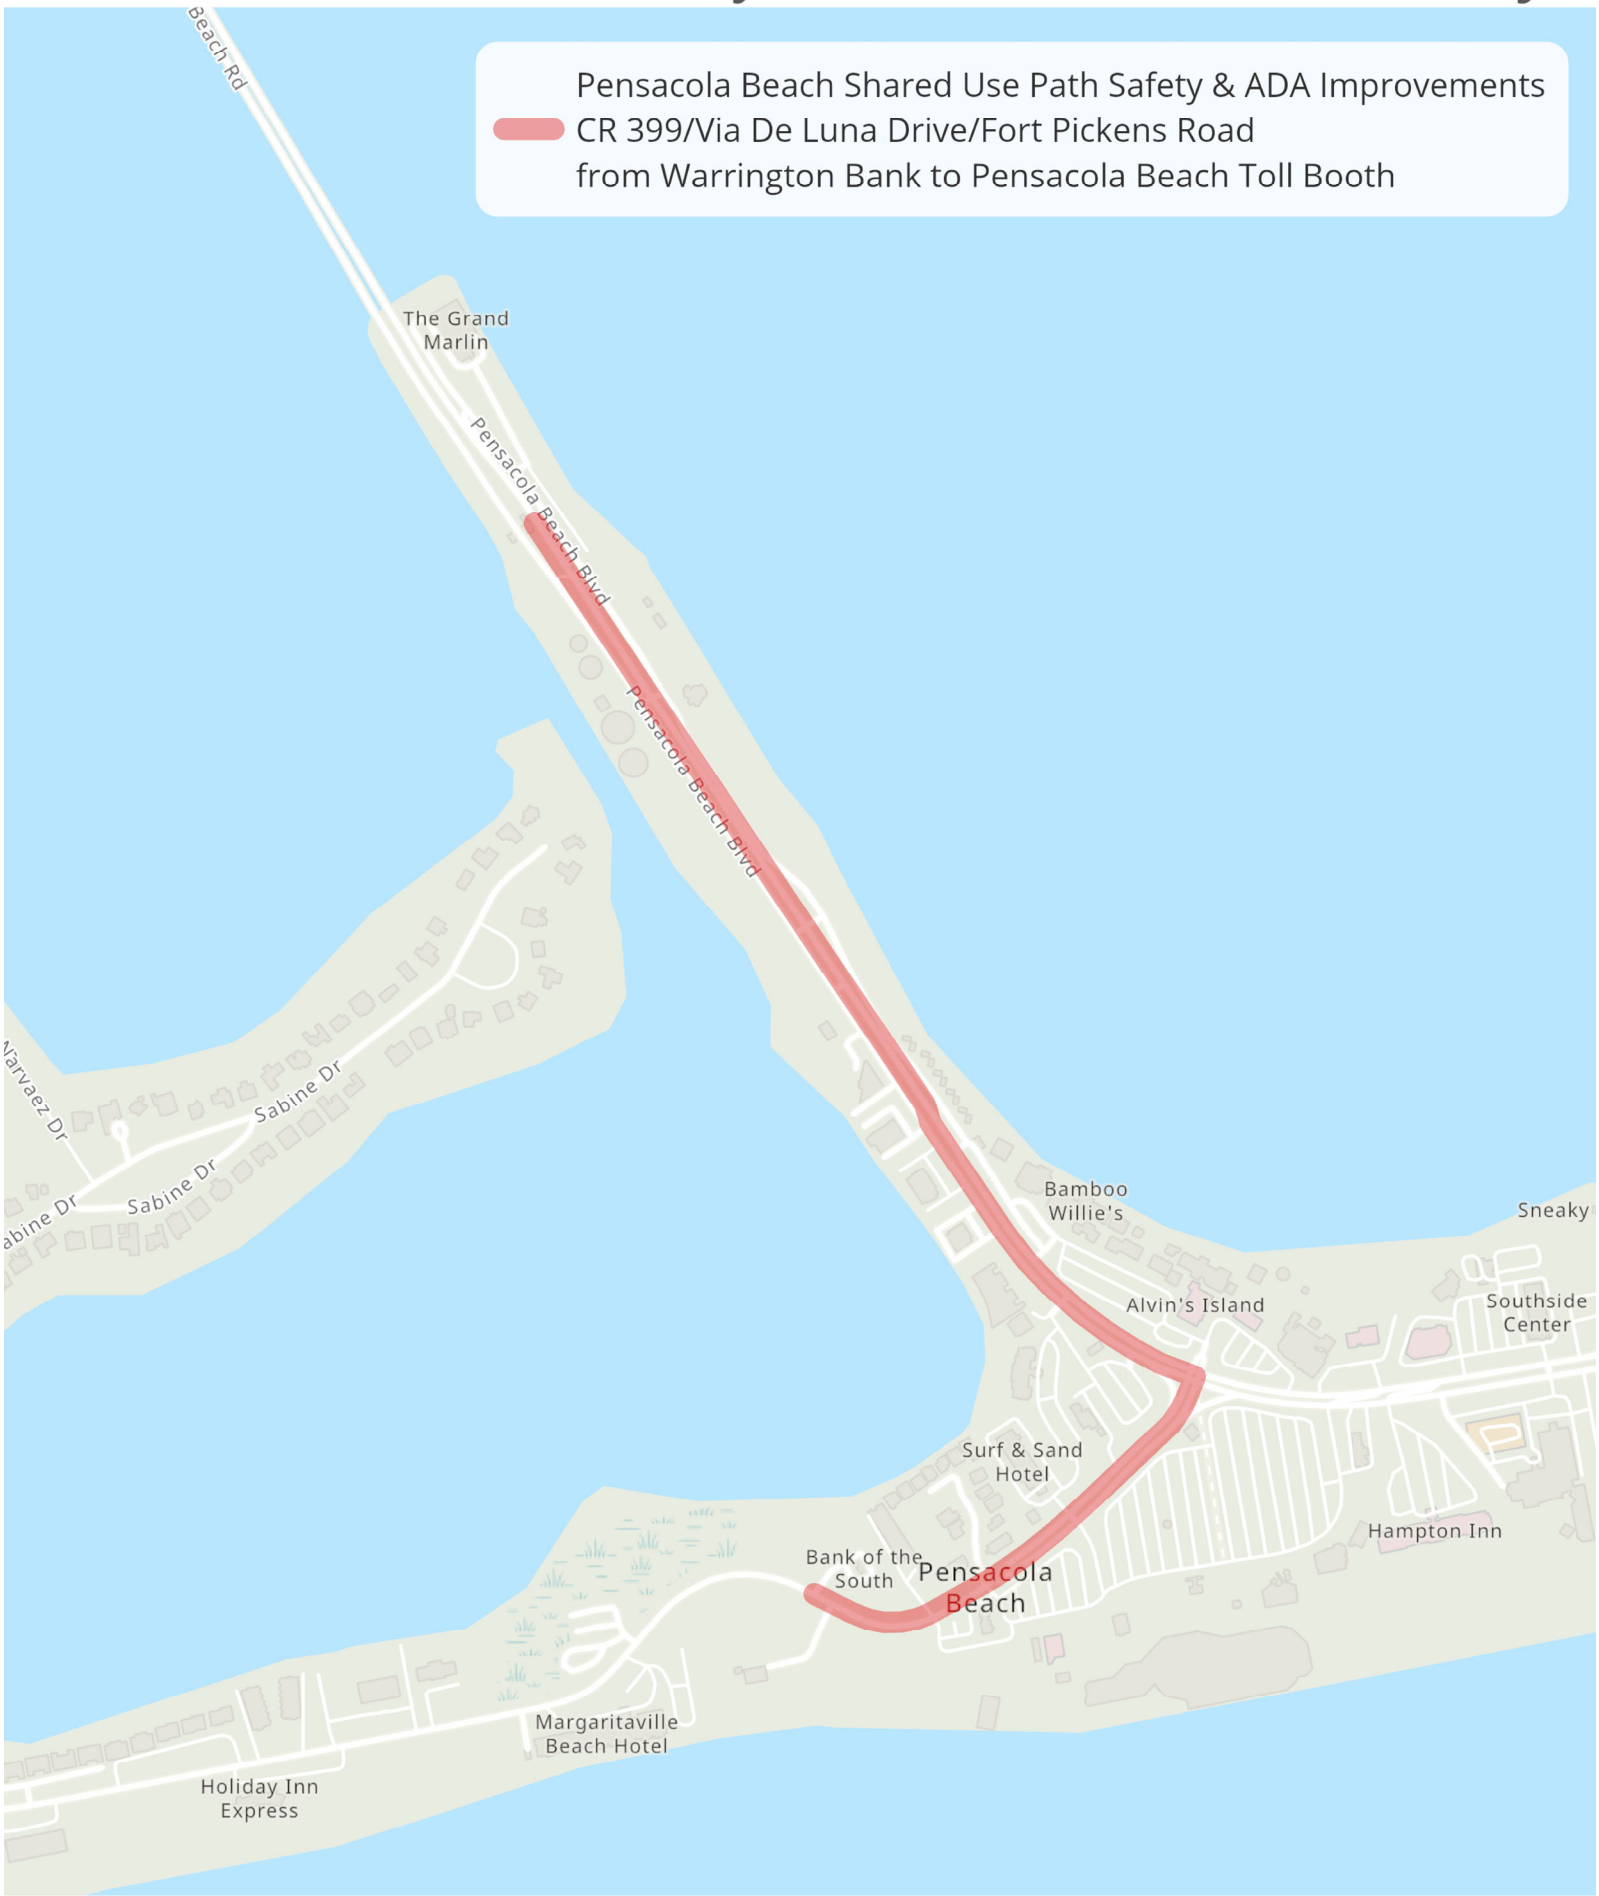 Beach Rd
Pensacola Beach Shared Use Path Safety & ADA Improvements
CR 399/Via De Luna Drive/Fort Pickens Road
from Warrington Bank to Pensacola Beach Toll Booth
The Grand
Marlin
Pensacola Beach Blvd
Pensacola Beach Blvd
Narvaez Dr
Sabine Dr
Sabine Dr
abine Dr
Bamboo
Willie's
Sneaky
Alvin's Island
Southside
Center
Surf & Sand
Hotel
Hampton Inn
Bank of the
South
Pensacola
Beach
Margaritaville
Beach Hotel
Holiday Inn
Express